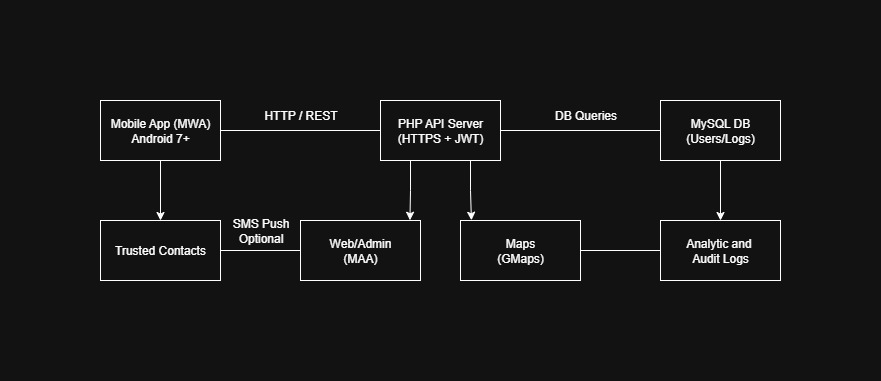 Mobile App (MWA)
Android 7+
HTTP / REST
PHP API Server
(HTTPS + JWT)
DB Queries
MySQL DB
(Users/Logs)
Trusted Contacts
SMS Push
Optional
Web/Admin
(MAA)
Maps
(GMaps)
Analytic and
Audit Logs